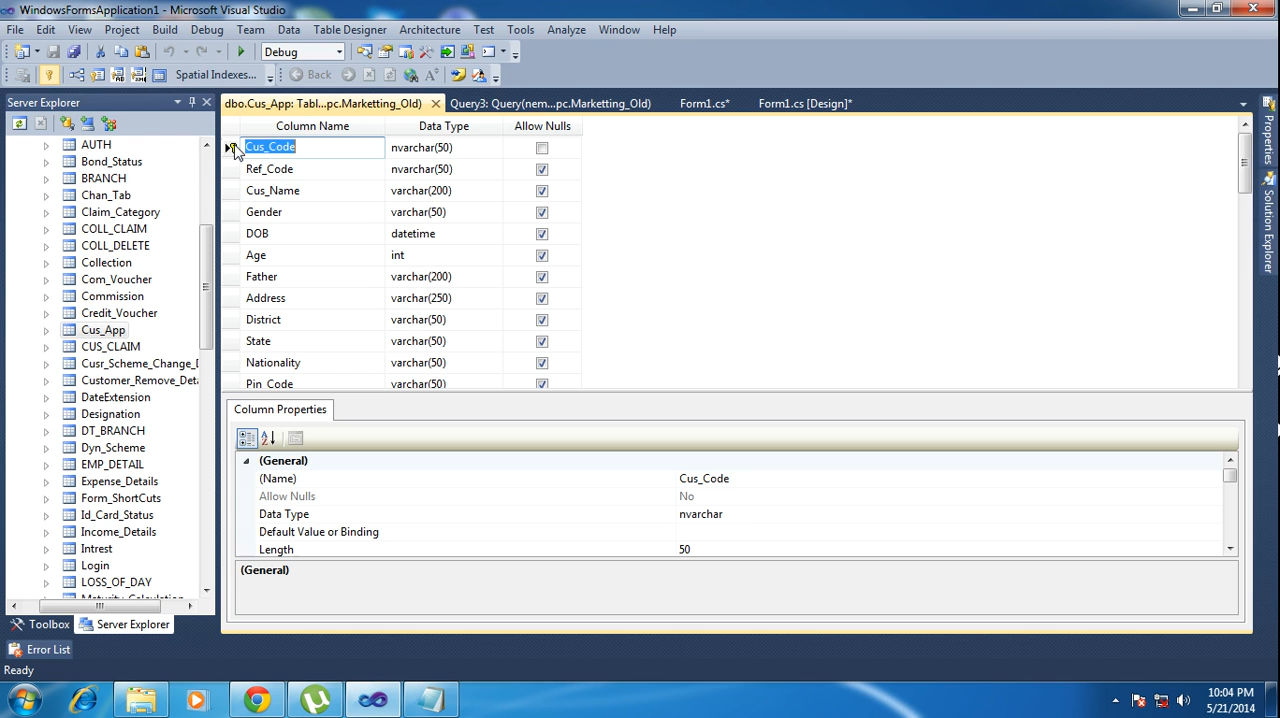 WindowsFormsApplication1 - Microsoft Visual Studio
File Edit View Project Build Debug Team Data Table Designer Architecture Test Tools Analyze Window Help
Debug
Spatial Indexes... Back
Server Explorer
dbo.Cus_App: Tabl...pc.Marketting_Old) Query3: Query(nem...pc.Marketting_Old) Form1.cs* Form1.cs [Design]*
AUTH
Bond_Status
BRANCH
Chan_Tab
Claim_Category
COLL_CLAIM
COLL_DELETE
Collection
Com_Voucher
Commission
Credit_Voucher
Cus_App
CUS_CLAIM
Cusr_Scheme_Change_D
Customer_Remove_Deta
DateExtension
Designation
DT_BRANCH
Dyn_Scheme
EMP_DETAIL
Expense_Details
Form_ShortCuts
Id_Card_Status
Income_Details
Intrest
Login
LOSS_OF_DAY
Maturity_Calculation
Toolbox Server Explorer
Column Name Data Type Allow Nulls
Cus_Code nvarchar(50)
Ref_Code nvarchar(50)
Cus_Name varchar(200)
Gender varchar(50)
DOB datetime
Age int
Father varchar(200)
Address varchar(250)
District varchar(50)
State varchar(50)
Nationality varchar(50)
Pin_Code varchar(50)
Column Properties
(General)
(Name) Cus_Code
Allow Nulls No
Data Type nvarchar
Default Value or Binding
Length 50
(General)
Properties
Solution Explorer
Error List
Ready
10:04 PM
5/21/2014